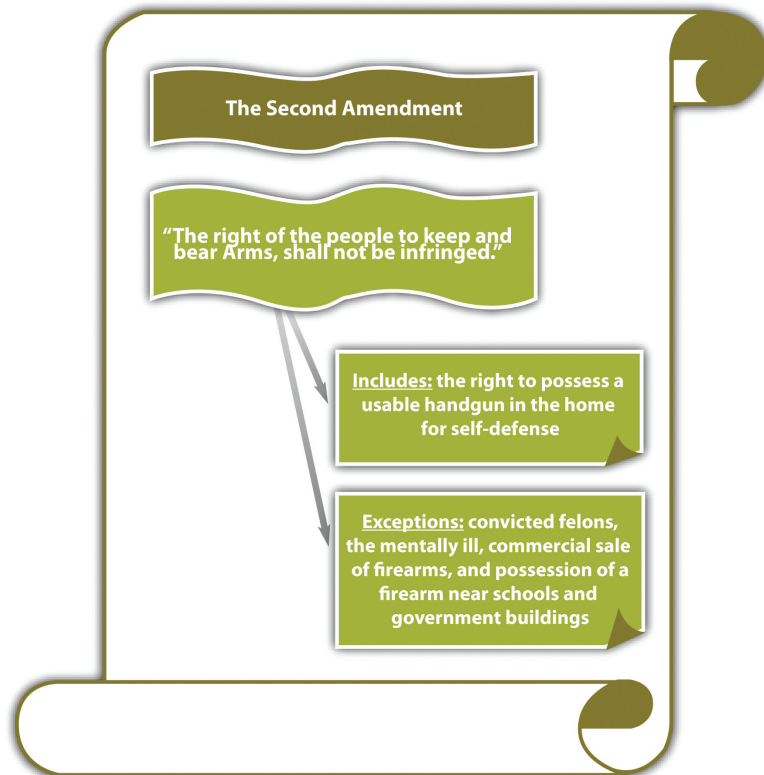 The Second Amendment
“The right of the people to keep and
bear Arms, shall not be infringed.”
Includes: the right to possess a
usable handgun in the home
for self-defense
Exceptions: convicted felons,
the mentally ill, commercial sale
of firearms, and possession of a
firearm near schools and
government buildings